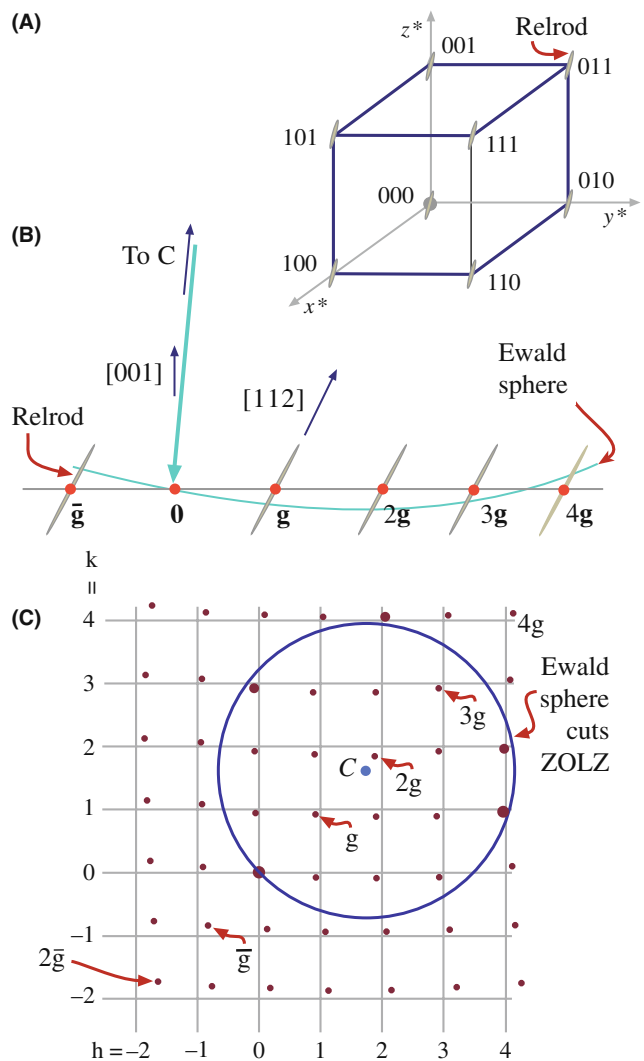 (A)
z*
Relrod
001
011
101
111
000
010
y*
(B)
To C
100
110
x*
[001]
[112]
Ewald
sphere
Relrod
g̅
0
g
2g
3g
4g
k
=
(C)
4
4g
3
3g
Ewald
sphere
cuts
ZOLZ
2
C
2g
1
g
0
−1
g̅
2g̅
−2
h = −2
−1
0
1
2
3
4